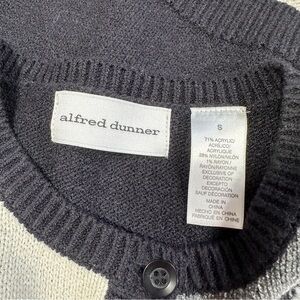 alfred dunner
S
71% ACRYLIC/
ACRÍLICO/
ACRYLIQUE
28% NYLON/NILÓN
1% RAYON/
RAYÓN/RAYONNE
EXCLUSIVE OF
DECORATION
EXCEPTO
DECORACIÓN
SAUF DÉCORATION
MADE IN
CHINA
HECHO EN CHINA
FABRIQUÉ EN CHINE